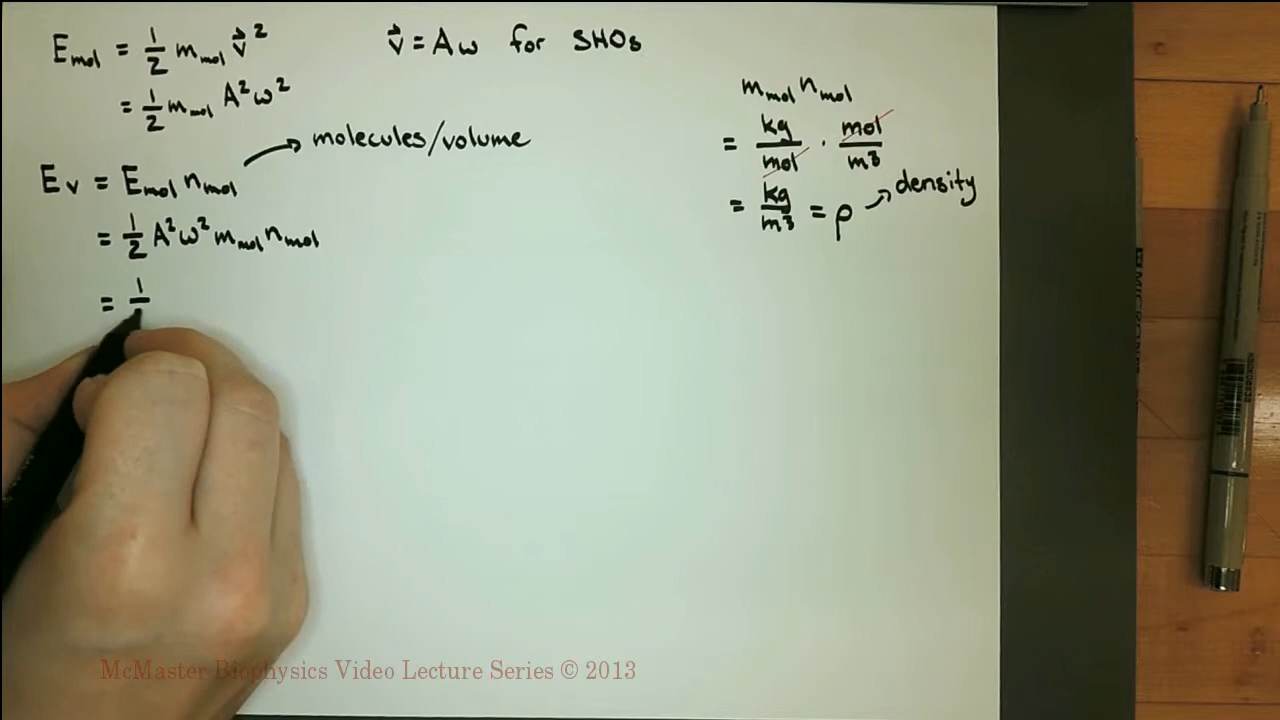 E_mol = 1/2 m_mol v⃗²
v⃗ = Aω for SHOs
= 1/2 m_mol A²ω²
→ molecules/volume
E_v = E_mol n_mol
= 1/2 A²ω² m_mol n_mol
= 1/
m_mol n_mol
= kg/mol · mol/m³
= kg/m³ = ρ → density
McMaster Biophysics Video Lecture Series © 2013